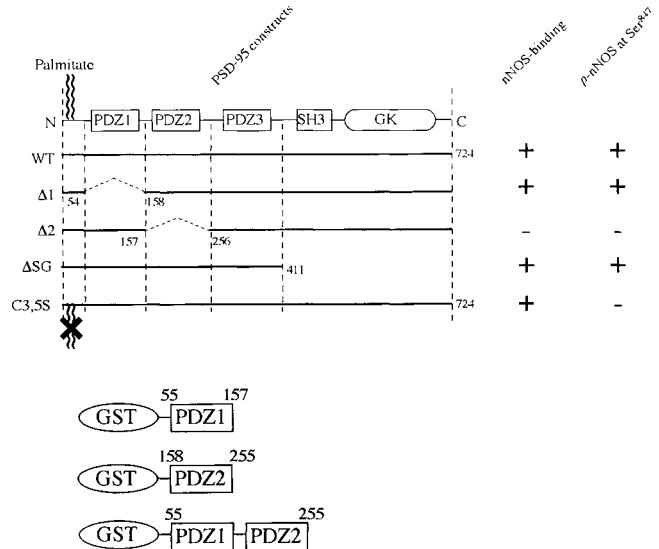 PSD-95 constructs
nNOS-binding
p-nNOS at Ser847
Palmitate
N PDZ1 PDZ2 PDZ3 SH3 GK C
WT 724 + +
Δ1 54 158 + +
Δ2 157 256 - -
ΔSG 411 + +
C3,5S 724 + -
55 157
GST PDZ1
158 255
GST PDZ2
55 255
GST PDZ1 PDZ2